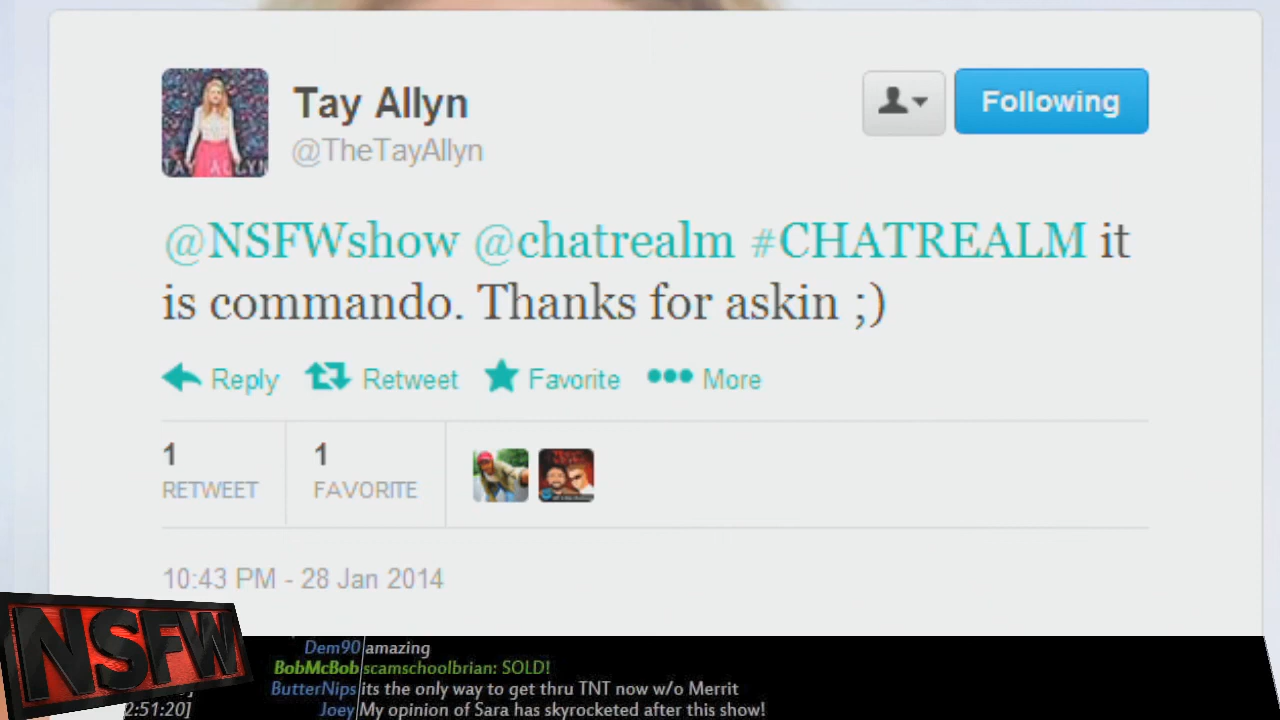 Tay Allyn
@TheTayAllyn
Following
TAY ALLYN
@NSFWshow @chatrealm #CHATREALM it
is commando. Thanks for askin ;)
Reply Retweet Favorite More
1
RETWEET
1
FAVORITE
10:43 PM - 28 Jan 2014
NSFW
Dem90 amazing
BobMcBob scamschoolbrian: SOLD!
ButterNips its the only way to get thru TNT now w/o Merrit
2:51:20] Joey My opinion of Sara has skyrocketed after this show!